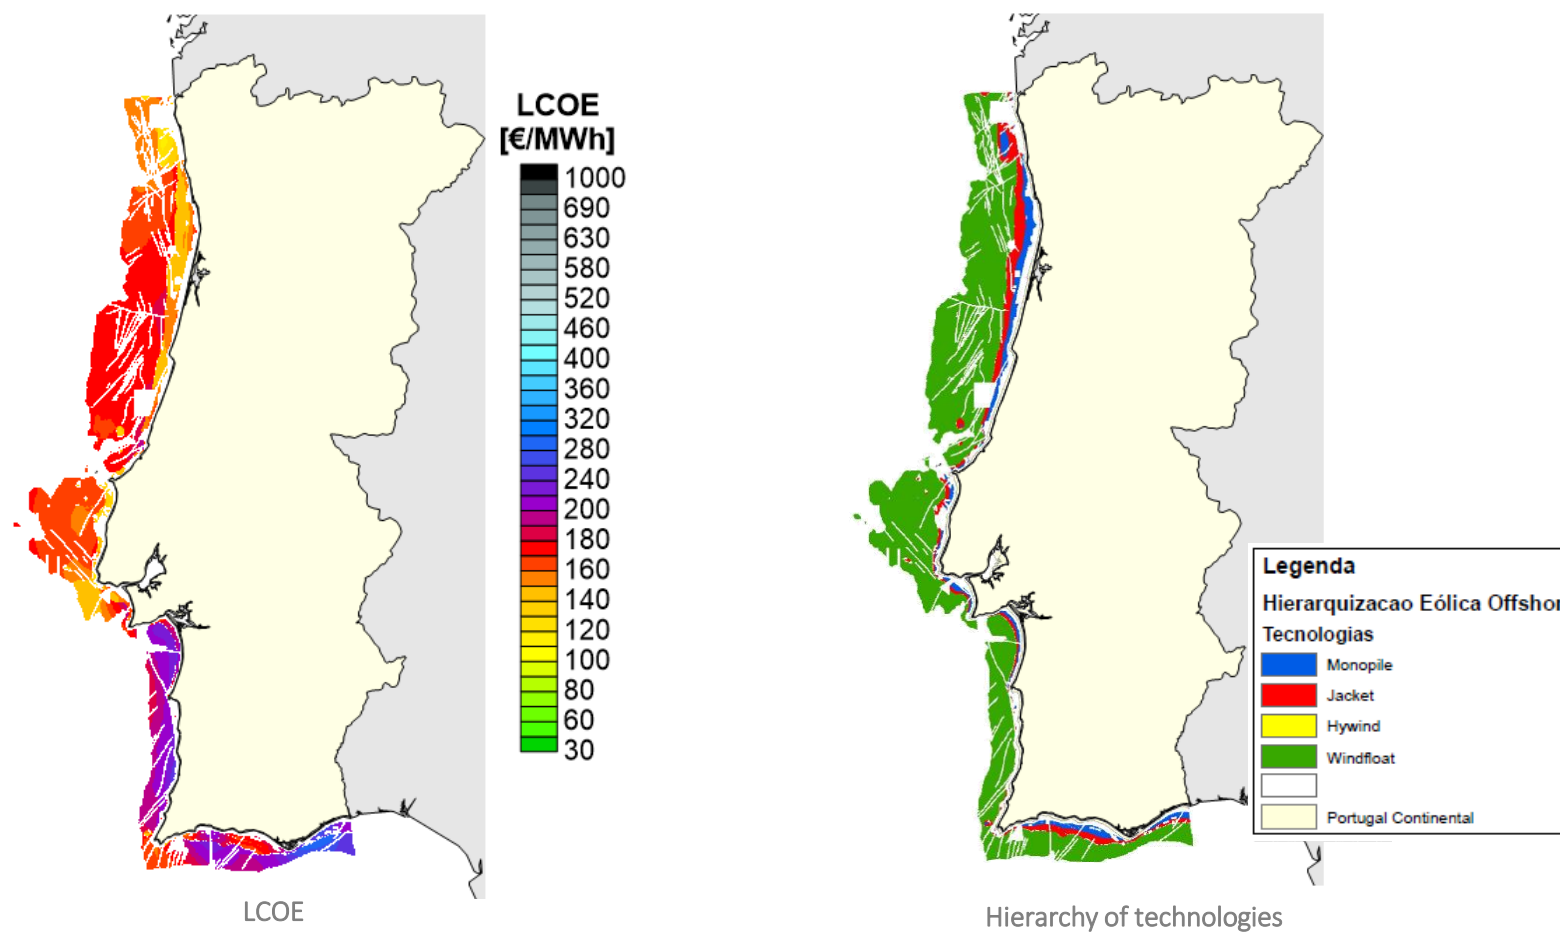 LCOE
[€/MWh]
1000
690
630
580
520
460
400
360
320
280
240
200
180
160
140
120
100
80
60
30
LCOE
Legenda
Hierarquizacao Eólica Offshor
Tecnologias
Monopile
Jacket
Hywind
Windfloat
Portugal Continental
Hierarchy of technologies